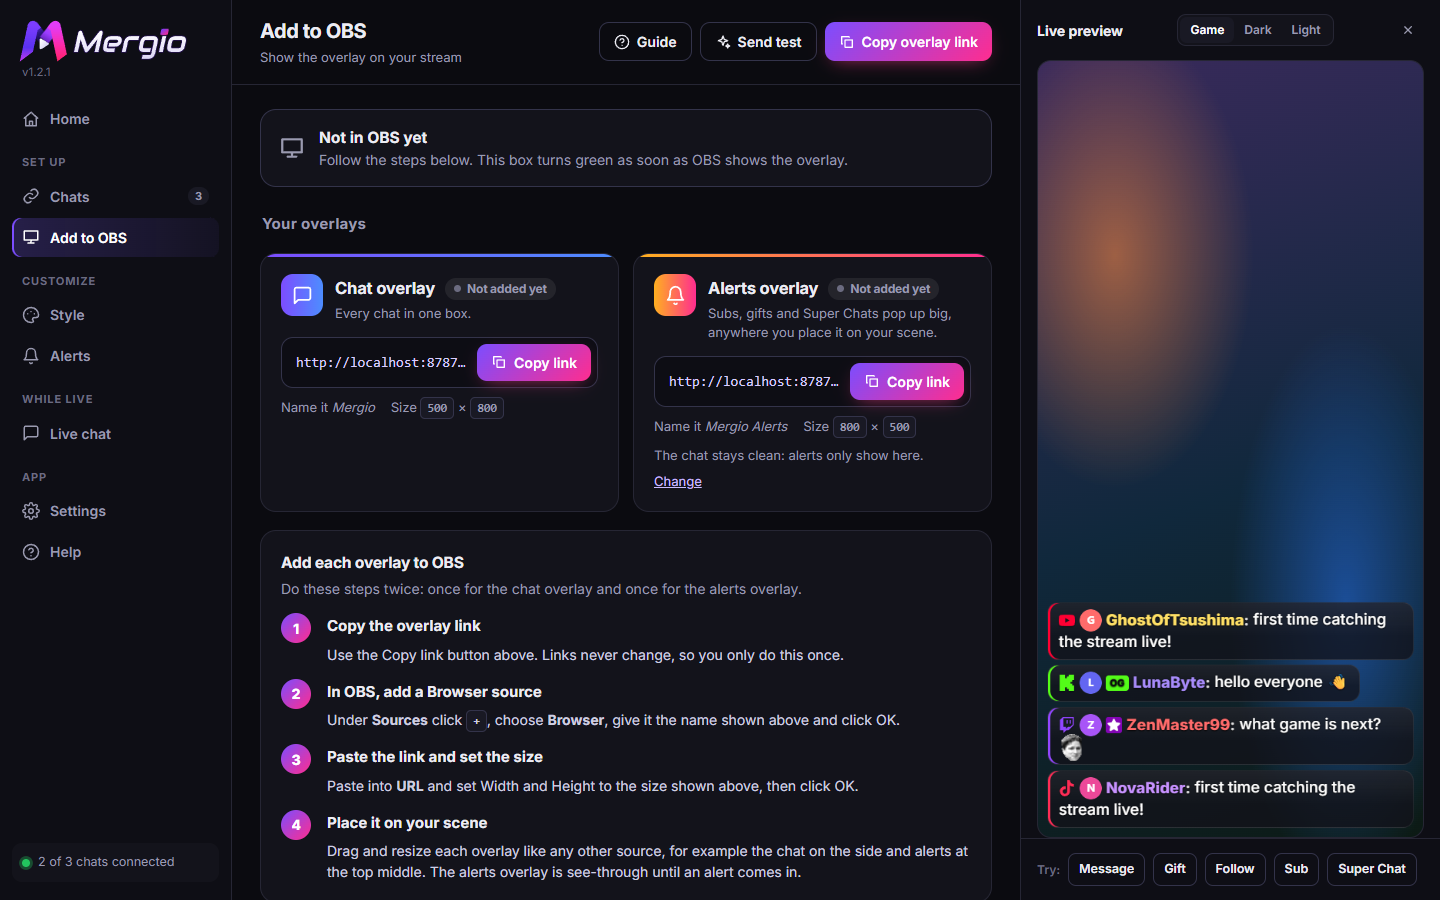 Mergio
v1.2.1
Home
SET UP
Chats 3
Add to OBS
CUSTOMIZE
Style
Alerts
WHILE LIVE
Live chat
APP
Settings
Help
2 of 3 chats connected
Add to OBS
Show the overlay on your stream
Guide
Send test
Copy overlay link
Not in OBS yet
Follow the steps below. This box turns green as soon as OBS shows the overlay.
Your overlays
Chat overlay Not added yet
Every chat in one box.
http://localhost:8787… Copy link
Name it Mergio Size 500 × 800
Alerts overlay Not added yet
Subs, gifts and Super Chats pop up big,
anywhere you place it on your scene.
http://localhost:8787… Copy link
Name it Mergio Alerts Size 800 × 500
The chat stays clean: alerts only show here.
Change
Add each overlay to OBS
Do these steps twice: once for the chat overlay and once for the alerts overlay.
1 Copy the overlay link
Use the Copy link button above. Links never change, so you only do this once.
2 In OBS, add a Browser source
Under Sources click +, choose Browser, give it the name shown above and click OK.
3 Paste the link and set the size
Paste into URL and set Width and Height to the size shown above, then click OK.
4 Place it on your scene
Drag and resize each overlay like any other source, for example the chat on the side and alerts at
the top middle. The alerts overlay is see-through until an alert comes in.
Live preview
Game Dark Light ×
G GhostOfTsushima: first time catching
the stream live!
L LunaByte: hello everyone 👋
Z ZenMaster99: what game is next?
N NovaRider: first time catching the
stream live!
Try: Message Gift Follow Sub Super Chat